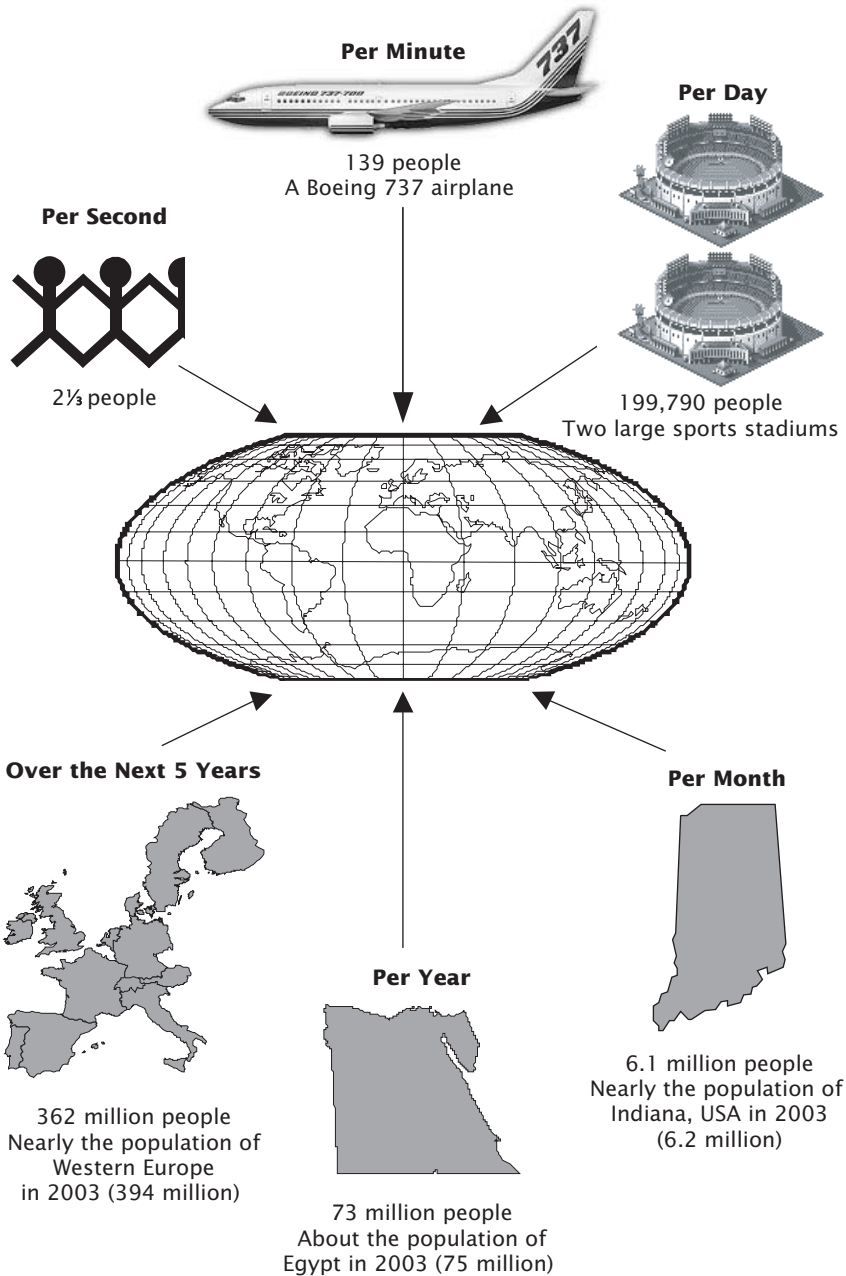 Per Minute
737
BOEING 737-700
139 people
A Boeing 737 airplane
Per Day
199,790 people
Two large sports stadiums
Per Second
2⅓ people
Over the Next 5 Years
362 million people
Nearly the population of
Western Europe
in 2003 (394 million)
Per Year
73 million people
About the population of
Egypt in 2003 (75 million)
Per Month
6.1 million people
Nearly the population of
Indiana, USA in 2003
(6.2 million)